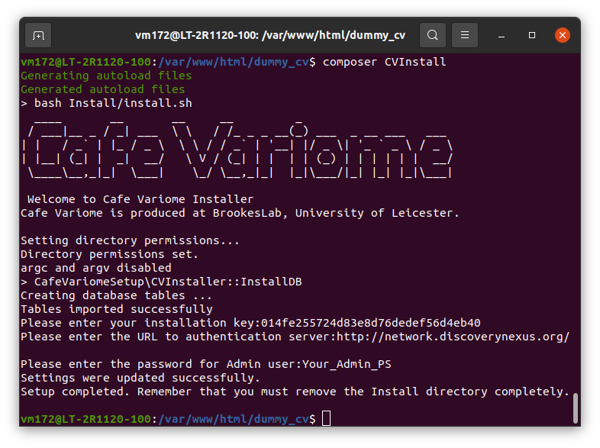 vm172@LT-2R1120-100: /var/www/html/dummy_cv
vm172@LT-2R1120-100:/var/www/html/dummy_cv$ composer CVInstall
Generating autoload files
Generated autoload files
> bash Install/install.sh
Cafe Variome
Welcome to Cafe Variome Installer
Cafe Variome is produced at BrookesLab, University of Leicester.
Setting directory permissions...
Directory permissions set.
argc and argv disabled
> CafeVariomeSetup\CVInstaller::InstallDB
Creating database tables ...
Tables imported successfully
Please enter your installation key:014fe255724d83e8d76dedef56d4eb40
Please enter the URL to authentication server:http://network.discoverynexus.org/
Please enter the password for Admin user:Your_Admin_PS
Settings were updated successfully.
Setup completed. Remember that you must remove the Install directory completely.
vm172@LT-2R1120-100:/var/www/html/dummy_cv$